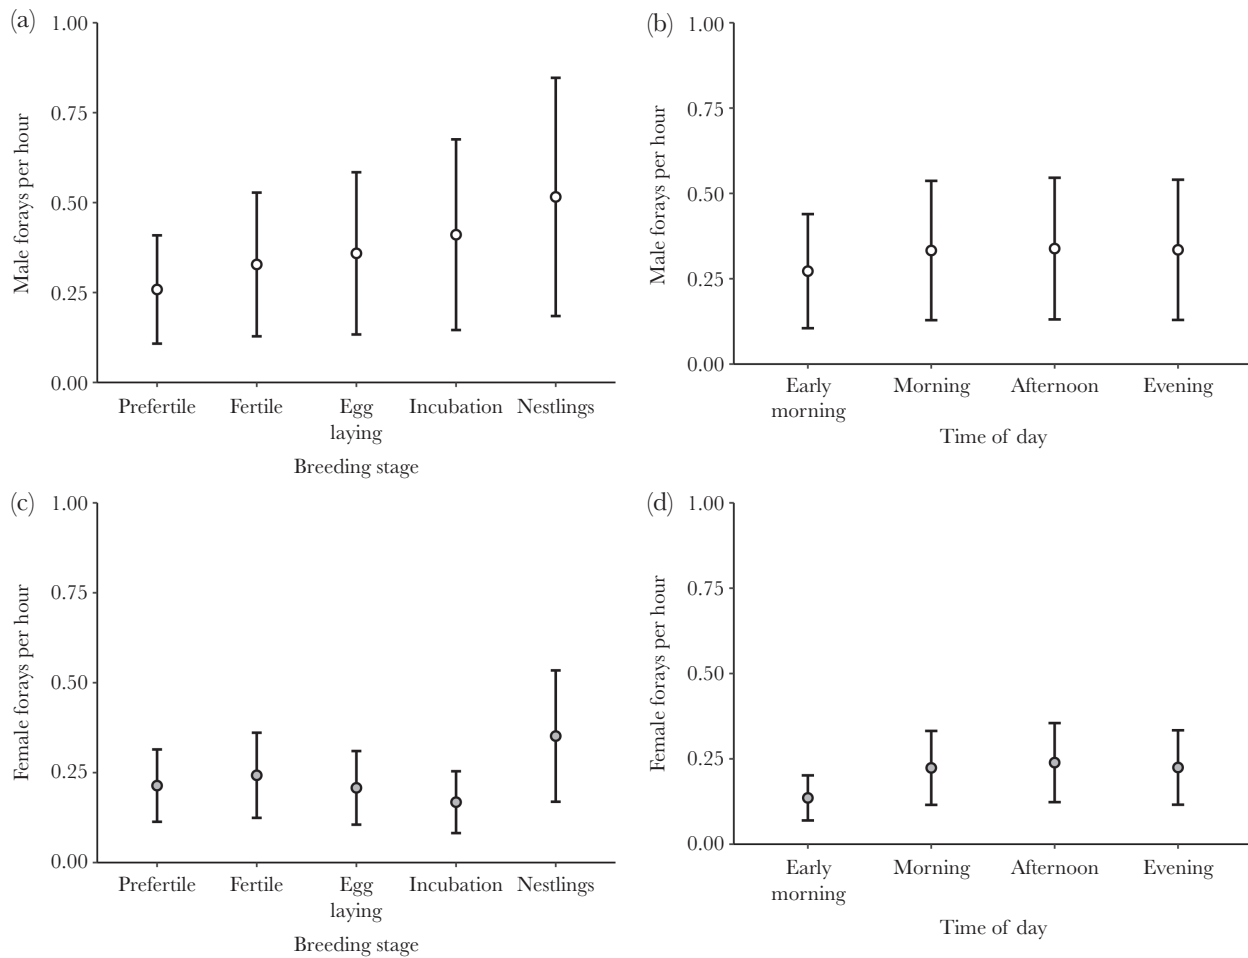 (a)
1.00
0.75
0.50
0.25
0.00
Male forays per hour
Prefertile
Fertile
Egg
laying
Incubation
Nestlings
Breeding stage
(b)
1.00
0.75
0.50
0.25
0.00
Male forays per hour
Early
morning
Morning
Afternoon
Evening
Time of day
(c)
1.00
0.75
0.50
0.25
0.00
Female forays per hour
Prefertile
Fertile
Egg
laying
Incubation
Nestlings
Breeding stage
(d)
1.00
0.75
0.50
0.25
0.00
Female forays per hour
Early
morning
Morning
Afternoon
Evening
Time of day